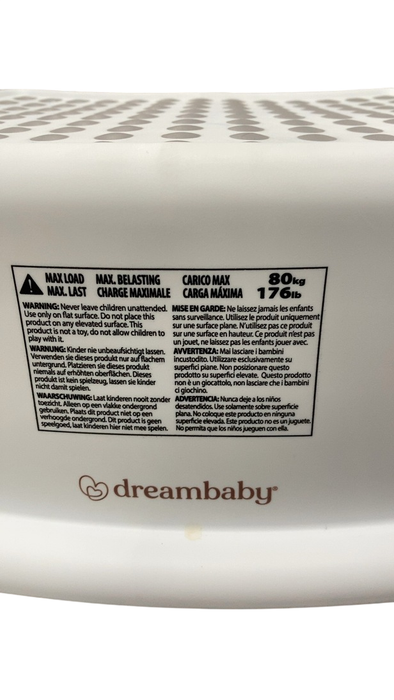 MAX LOAD MAX. BELASTING CARICO MAX 80kg
MAX. LAST CHARGE MAXIMALE CARGA MÁXIMA 176lb
WARNING: Never leave children unattended.
Use only on flat surface. Do not place this
product on any elevated surface. This
product is not a toy, do not allow children to
play with it.
WARNUNG: Kinder nie unbeaufsichtigt lassen.
Verwenden sie dieses produkt nur auf flachem
untergrund. Platzieren sie dieses produkt
niemals auf erhöhten oberflächen. Dieses
produkt ist kein spielzeug, lassen sie kinder
nicht damit spielen.
WAARSCHUWING: Laat kinderen nooit zonder
toezicht. Alleen op een vlakke ondergrond
gebruiken. Plaats dit product niet op een
verhoogde ondergrond. Dit product is geen
speelgoed, laat kinderen hier niet mee spelen.
MISE EN GARDE: Ne laissez jamais les enfants
sans surveillance. Utilisez le produit uniquement
sur une surface plane. N'utilisez pas ce produit
sur une surface en hauteur. Ce produit n'est pas
un jouet, ne laissez pas les enfants jouer avec.
AVVERTENZA: Mai lasciare i bambini
incustodito. Utilizzare esclusivamente su
superfici piane. Non posizionare questo
prodotto su superfici elevate. Questo prodotto
non è un giocattolo, non lasciare che i bambini
ci giochino.
ADVERTENCIA: Nunca deje a los niños
desatendidos. Use solamente sobre superficie
plana. No coloque este producto en ninguna
superficie elevada. Este producto no es un juguete.
No permita que los niños jueguen con ella.
dreambaby®